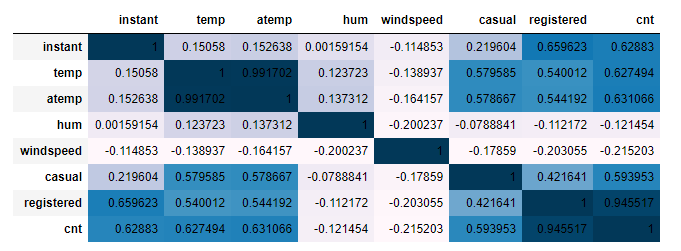 instant temp atemp hum windspeed casual registered cnt
instant 1 0.15058 0.152638 0.00159154 -0.114853 0.219604 0.659623 0.62883
temp 0.15058 1 0.991702 0.123723 -0.138937 0.579585 0.540012 0.627494
atemp 0.152638 0.991702 1 0.137312 -0.164157 0.578667 0.544192 0.631066
hum 0.00159154 0.123723 0.137312 1 -0.200237 -0.0788841 -0.112172 -0.121454
windspeed -0.114853 -0.138937 -0.164157 -0.200237 1 -0.17859 -0.203055 -0.215203
casual 0.219604 0.579585 0.578667 -0.0788841 -0.17859 1 0.421641 0.593953
registered 0.659623 0.540012 0.544192 -0.112172 -0.203055 0.421641 1 0.945517
cnt 0.62883 0.627494 0.631066 -0.121454 -0.215203 0.593953 0.945517 1